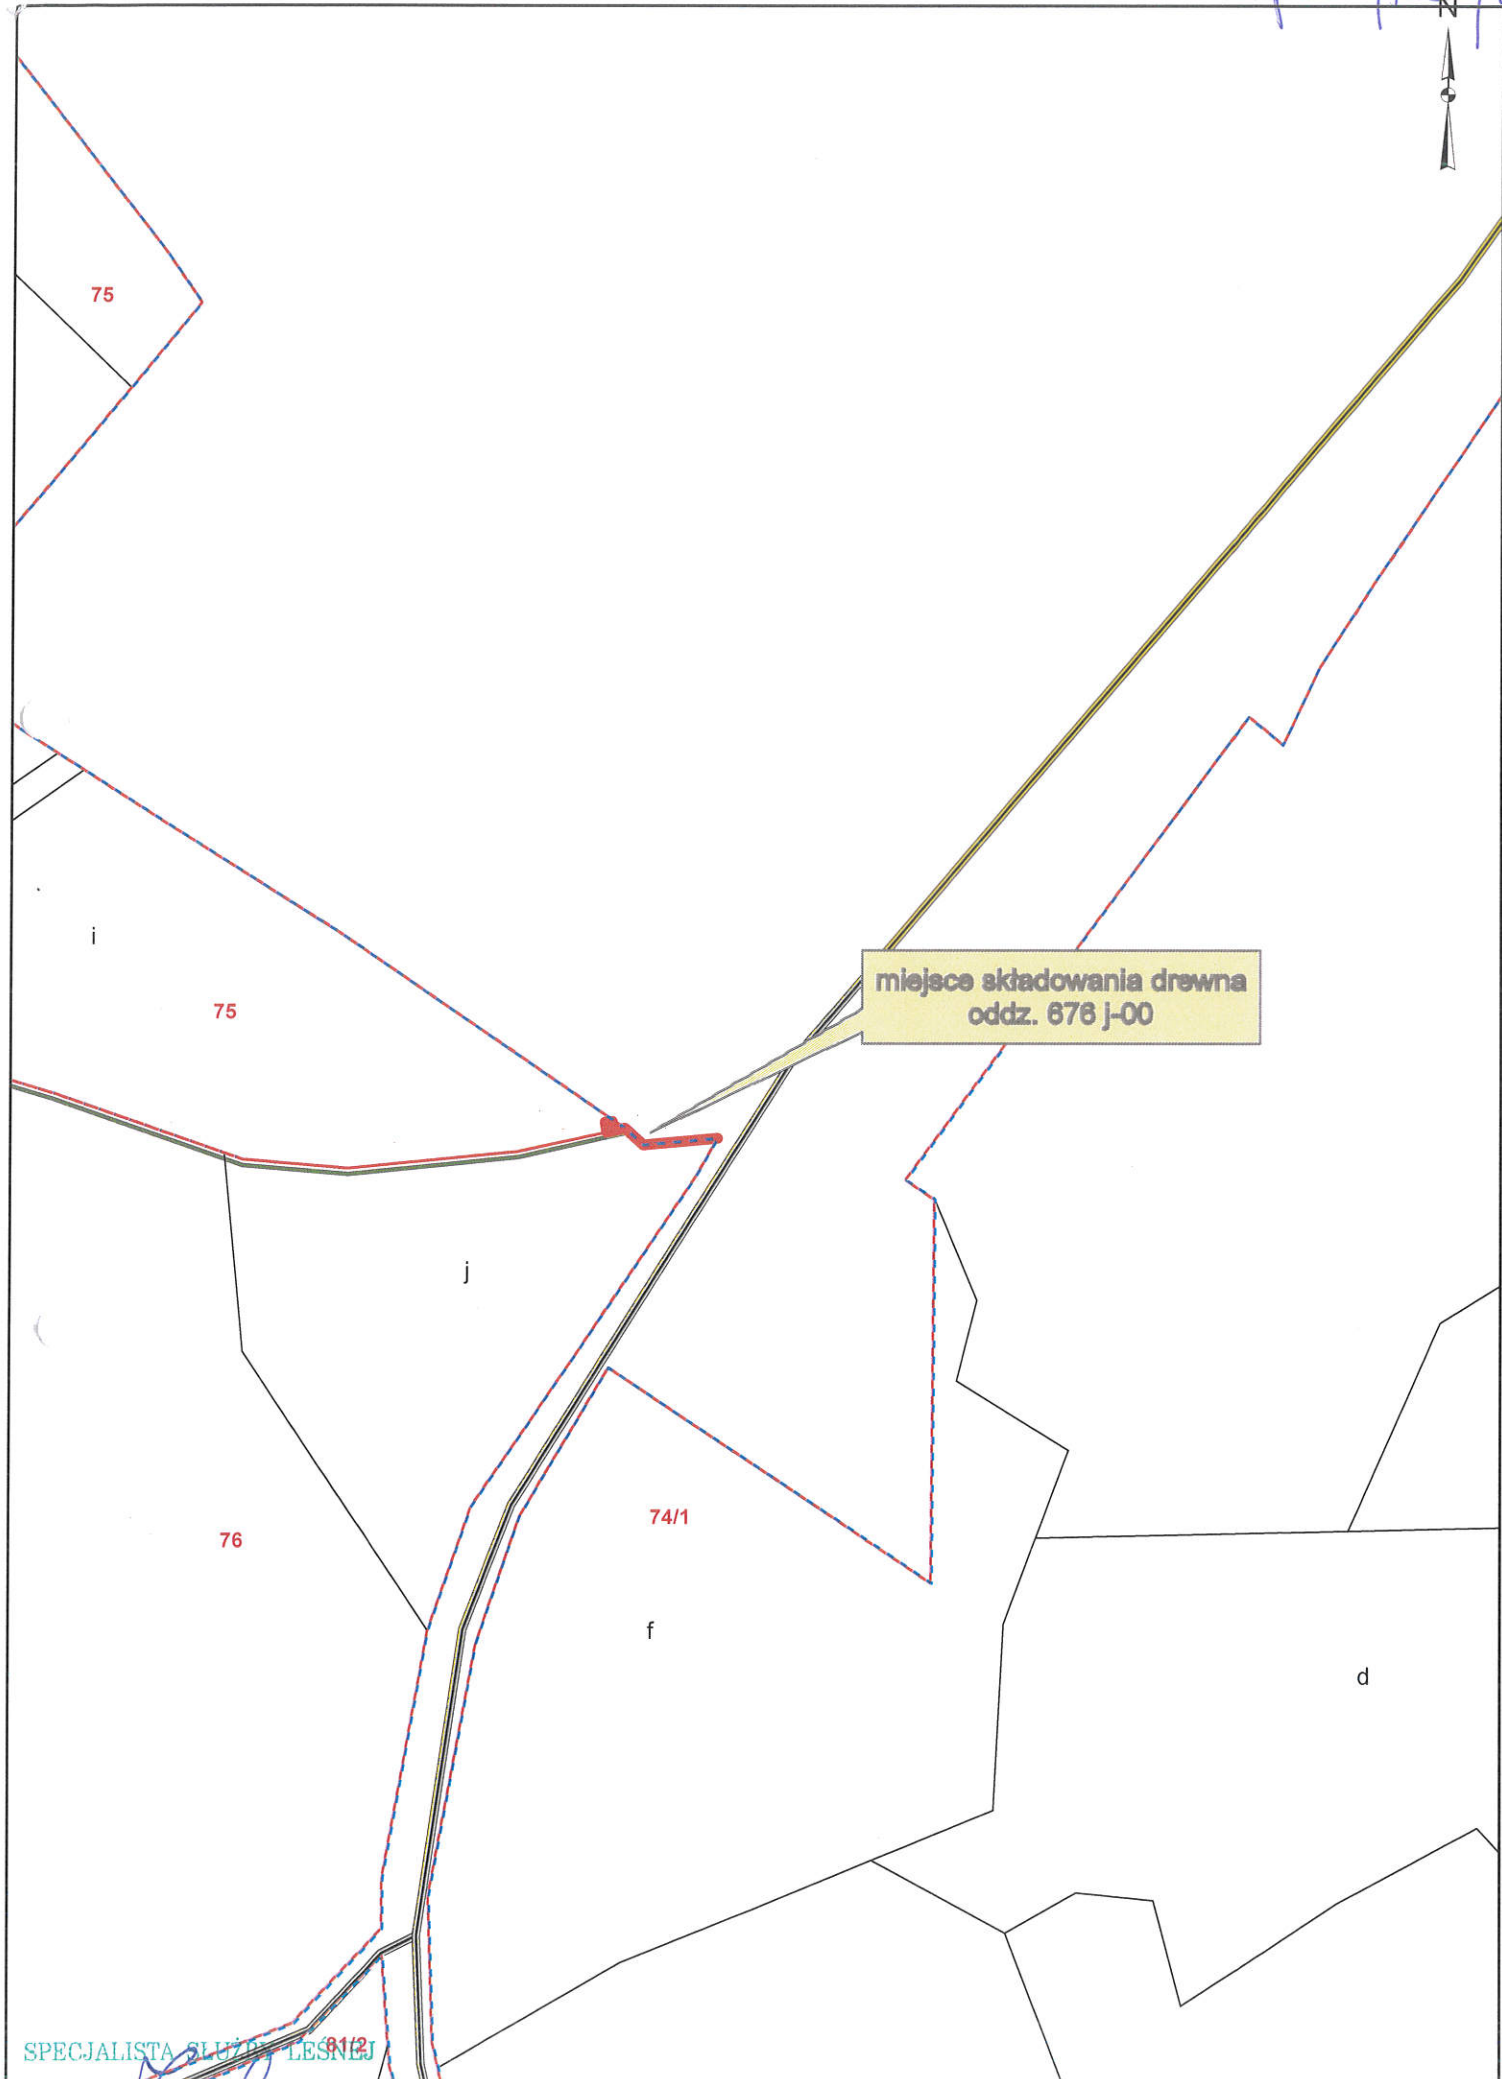 N
75
i
75
miejsce składowania drewna
oddz. 676 j-00
j
74/1
76
f
d
81/2
SPECJALISTA SŁUŻBY LEŚNEJ